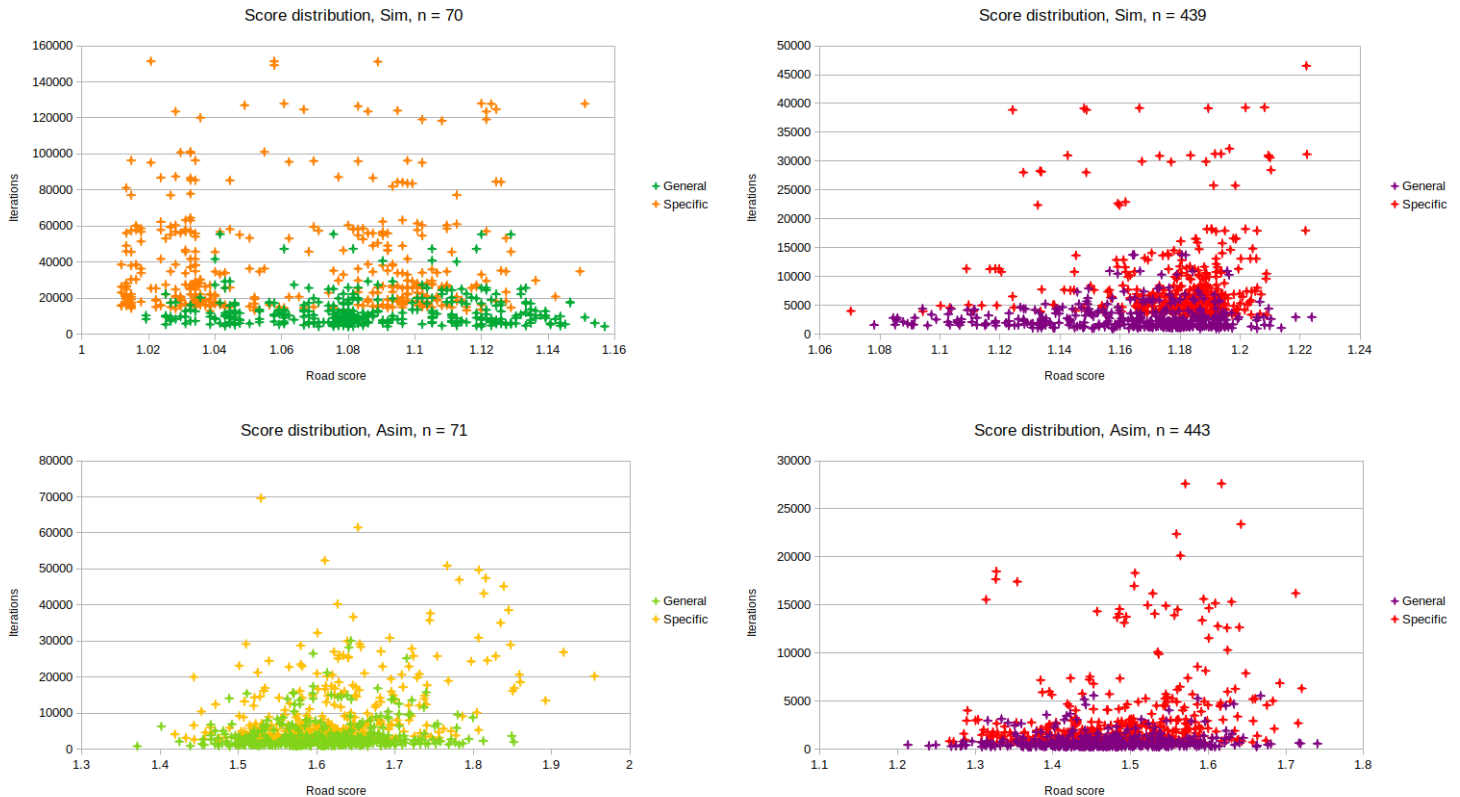 Score distribution, Sim, n = 70
160000
140000
120000
100000
80000
60000
40000
20000
0
Iterations
1 1.02 1.04 1.06 1.08 1.1 1.12 1.14 1.16
Road score
General
Specific
Score distribution, Sim, n = 439
50000
45000
40000
35000
30000
25000
20000
15000
10000
5000
0
Iterations
1.06 1.08 1.1 1.12 1.14 1.16 1.18 1.2 1.22 1.24
Road score
General
Specific
Score distribution, Asim, n = 71
80000
70000
60000
50000
40000
30000
20000
10000
0
Iterations
1.3 1.4 1.5 1.6 1.7 1.8 1.9 2
Road score
General
Specific
Score distribution, Asim, n = 443
30000
25000
20000
15000
10000
5000
0
Iterations
1.1 1.2 1.3 1.4 1.5 1.6 1.7 1.8
Road score
General
Specific